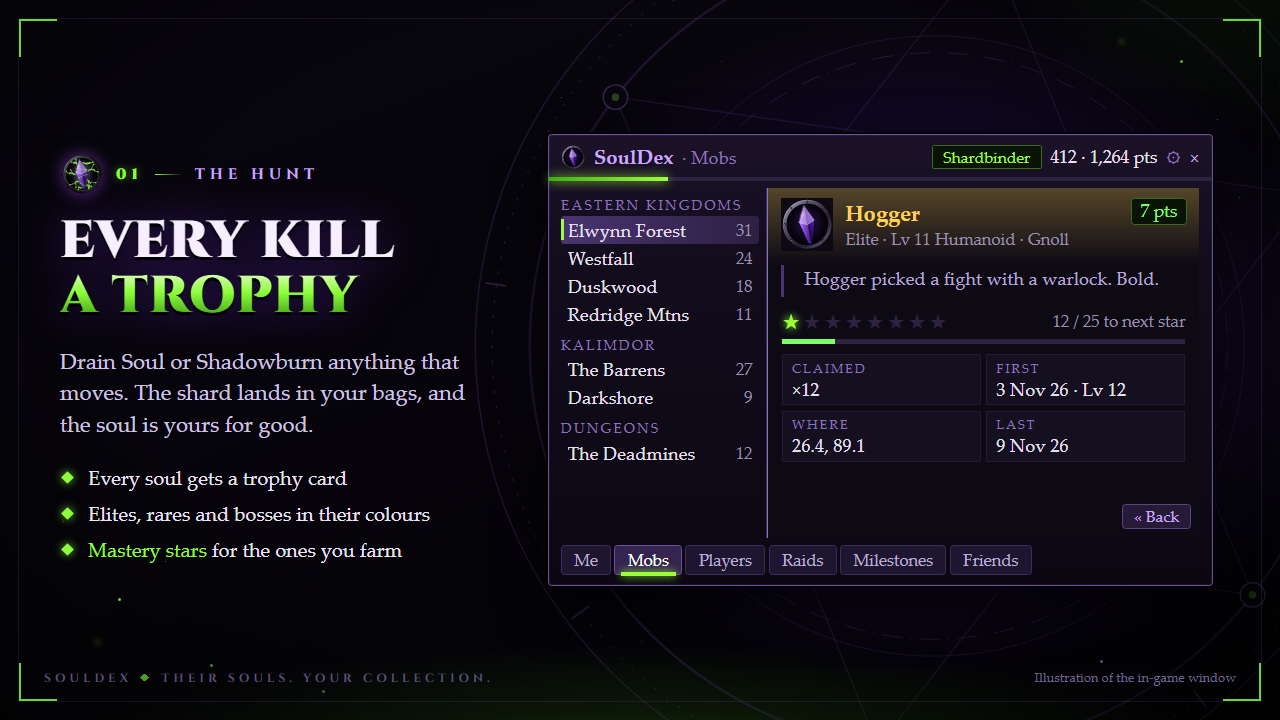 01 — THE HUNT
EVERY KILL
A TROPHY
Drain Soul or Shadowburn anything that
moves. The shard lands in your bags, and
the soul is yours for good.
Every soul gets a trophy card
Elites, rares and bosses in their colours
Mastery stars for the ones you farm
SoulDex · Mobs
Shardbinder
412 · 1,264 pts
×
EASTERN KINGDOMS
Elwynn Forest 31
Westfall 24
Duskwood 18
Redridge Mtns 11
KALIMDOR
The Barrens 27
Darkshore 9
DUNGEONS
The Deadmines 12
Hogger
7 pts
Elite · Lv 11 Humanoid · Gnoll
Hogger picked a fight with a warlock. Bold.
12 / 25 to next star
CLAIMED
×12
FIRST
3 Nov 26 · Lv 12
WHERE
26.4, 89.1
LAST
9 Nov 26
« Back
Me
Mobs
Players
Raids
Milestones
Friends
SOULDEX ◆ THEIR SOULS. YOUR COLLECTION.
Illustration of the in-game window